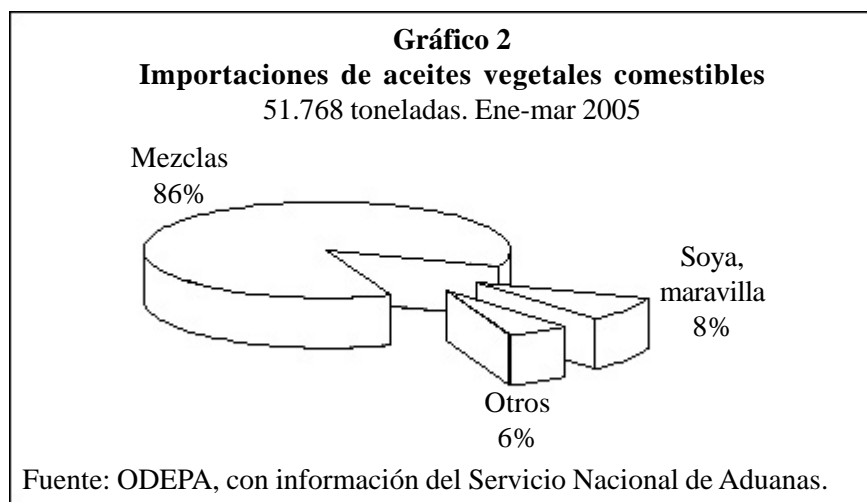 Gráfico 2
Importaciones de aceites vegetales comestibles
51.768 toneladas. Ene-mar 2005
Mezclas
86%
Soya,
maravilla
8%
Otros
6%
Fuente: ODEPA, con información del Servicio Nacional de Aduanas.